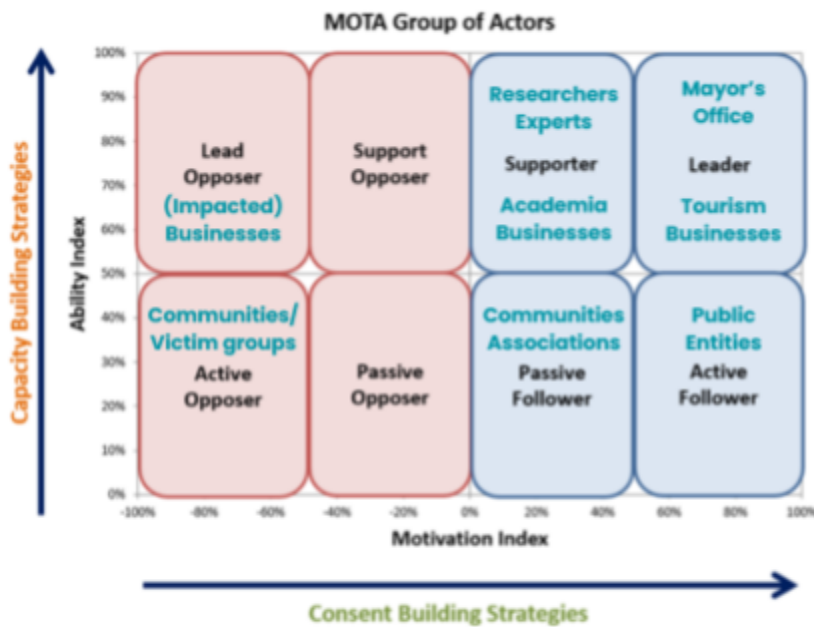 MOTA Group of Actors
Capacity Building Strategies
Ability Index
100%
90%
80%
70%
60%
50%
40%
30%
20%
10%
0%
Lead
Opposer
(Impacted)
Businesses
Support
Opposer
Researchers
Experts
Supporter
Academia
Businesses
Mayor's
Office
Leader
Tourism
Businesses
Communities/
Victim groups
Active
Opposer
Passive
Opposer
Communities
Associations
Passive
Follower
Public
Entities
Active
Follower
-100%
-80%
-60%
-40%
-20%
0%
20%
40%
60%
80%
100%
Motivation Index
Consent Building Strategies